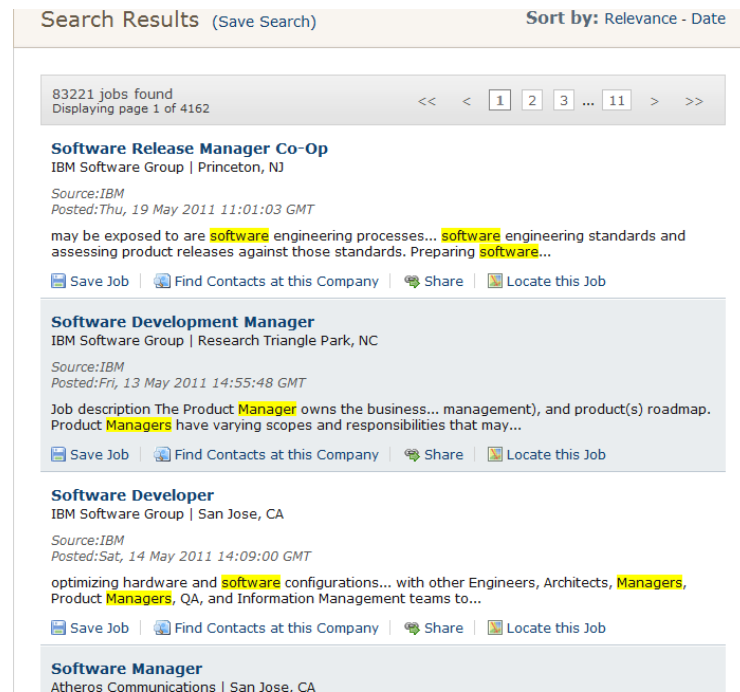 Search Results (Save Search) Sort by: Relevance - Date
83221 jobs found
Displaying page 1 of 4162
<< < 1 2 3 ... 11 > >>
Software Release Manager Co-Op
IBM Software Group | Princeton, NJ
Source:IBM
Posted:Thu, 19 May 2011 11:01:03 GMT
may be exposed to are software engineering processes... software engineering standards and
assessing product releases against those standards. Preparing software...
Save Job Find Contacts at this Company Share Locate this Job
Software Development Manager
IBM Software Group | Research Triangle Park, NC
Source:IBM
Posted:Fri, 13 May 2011 14:55:48 GMT
Job description The Product Manager owns the business... management), and product(s) roadmap.
Product Managers have varying scopes and responsibilities that may...
Save Job Find Contacts at this Company Share Locate this Job
Software Developer
IBM Software Group | San Jose, CA
Source:IBM
Posted:Sat, 14 May 2011 14:09:00 GMT
optimizing hardware and software configurations... with other Engineers, Architects, Managers,
Product Managers, QA, and Information Management teams to...
Save Job Find Contacts at this Company Share Locate this Job
Software Manager
Atheros Communications | San Jose, CA